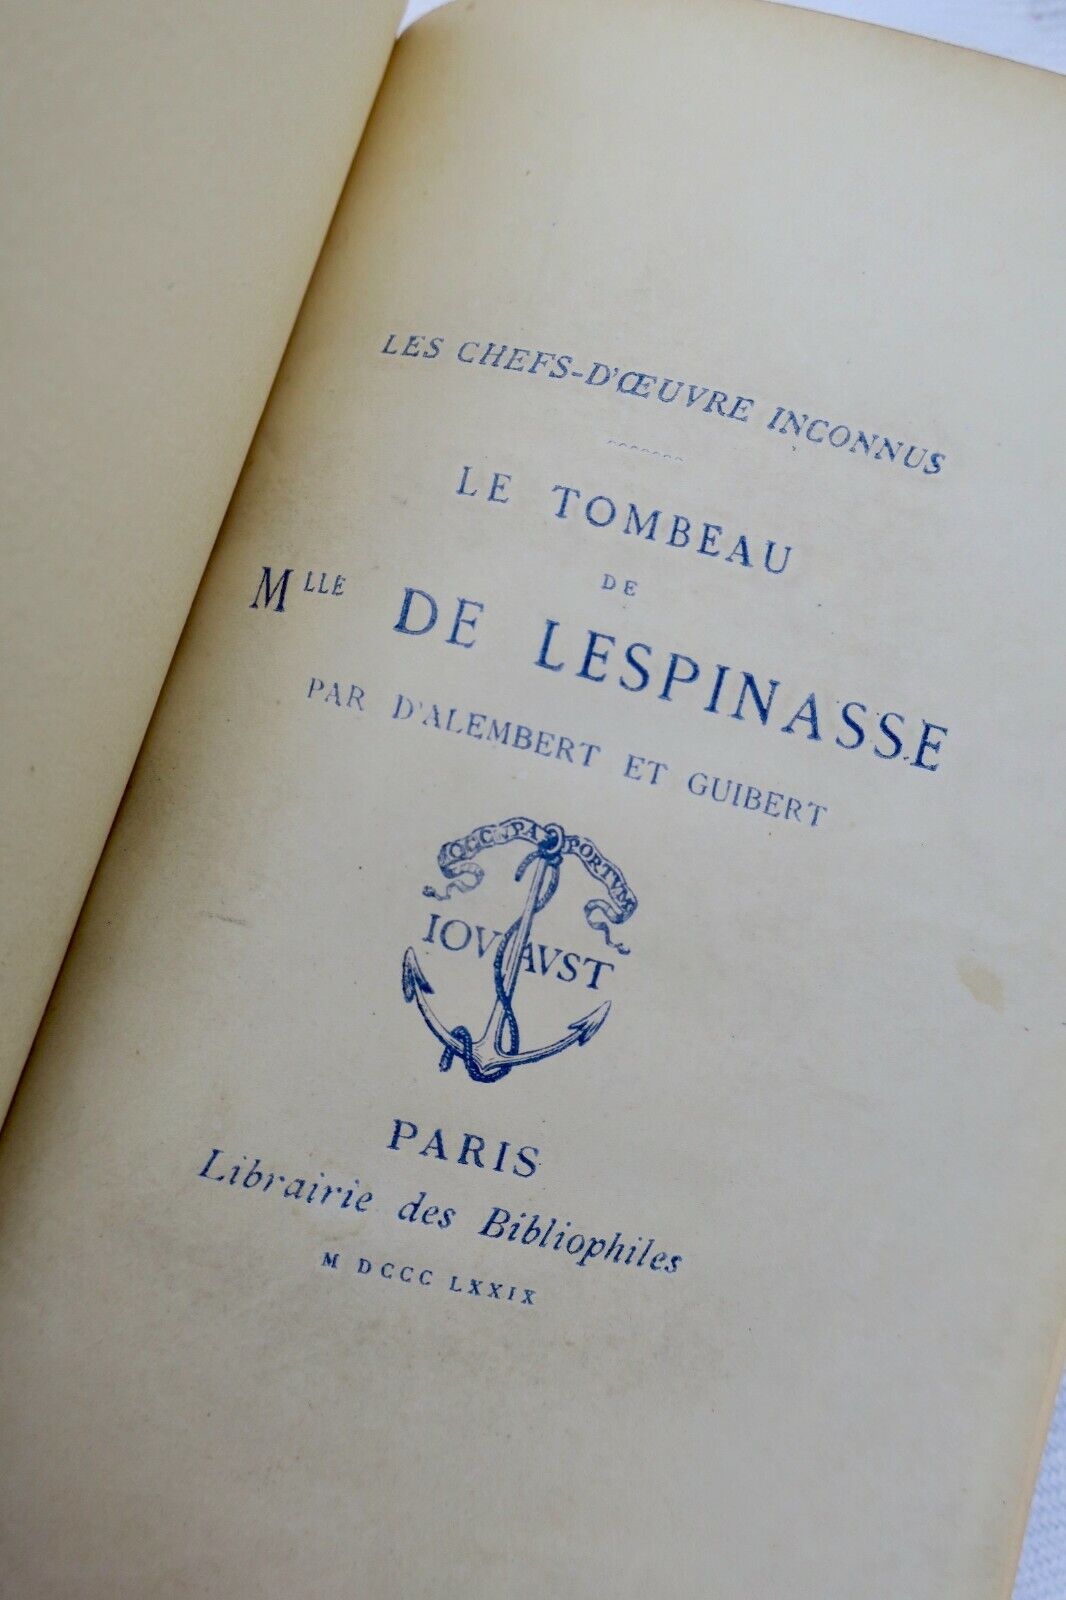 LES CHEFS-D'ŒUVRE INCONNUS
LE TOMBEAU
DE
MLLE DE LESPINASSE
PAR D'ALEMBERT ET GUIBERT
OCCVPA PORTVM
IOVAVST
PARIS
Librairie des Bibliophiles
M DCCC LXXIX